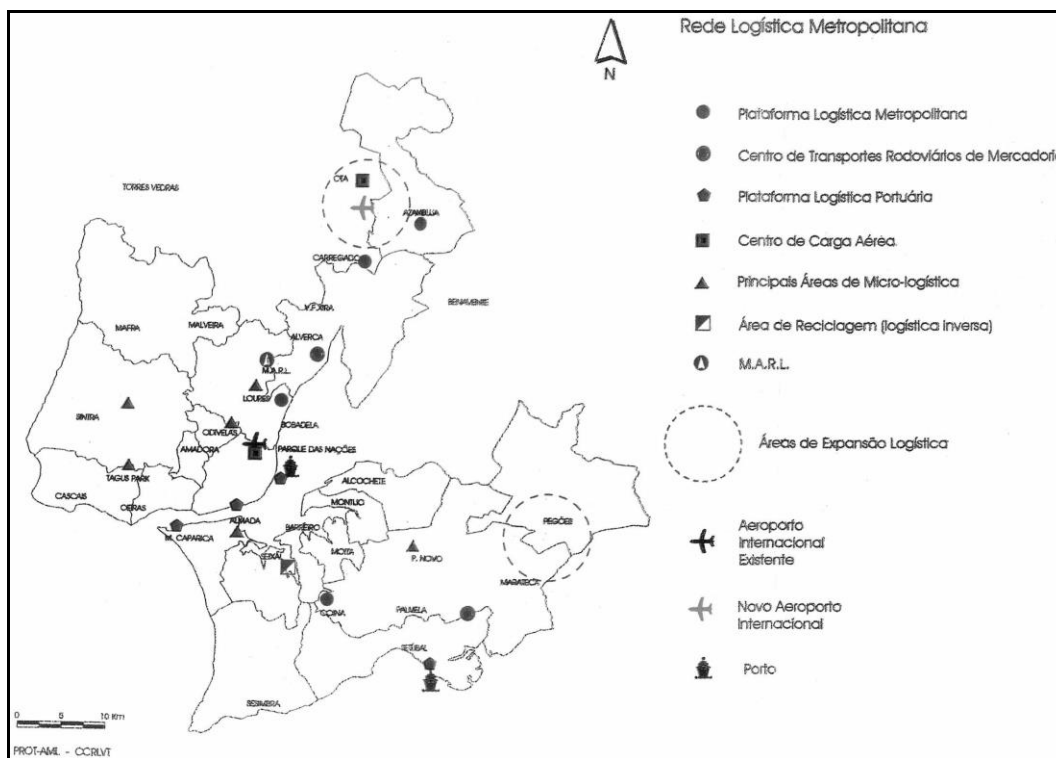 Rede Logística Metropolitana
N
Plataforma Logística Metropolitana
Centro de Transportes Rodoviários de Mercadoria
Plataforma Logística Portuária
Centro de Carga Aérea
Principais Áreas de Micro-logística
Área de Reciclagem (logística Inversa)
M.A.R.L.
Áreas de Expansão Logística
Aeroporto
Internacional
Existente
Novo Aeroporto
Internacional
Porto
OTA
TORRES VEDRAS
AZAMBUJA
CARREGADO
BENAVENTE
V.F.XIRA
MAFRA
MALVEIRA
ALVERCA
M.A.R.L.
LOURES
SINTRA
ODIVELAS
BOBADELA
AMADORA
PARQUE DAS NAÇÕES
TAGUS PARK
ALCOCHETE
CASCAIS
OEIRAS
MONTIJO
PEGÕES
ALMADA
BARREIRO
M. CAPARICA
SEIXAL
MOITA
P. NOVO
MARATECA
COINA
PALMELA
SETÚBAL
SESIMBRA
0 5 10 Km
PROT-AML - CCRLVT